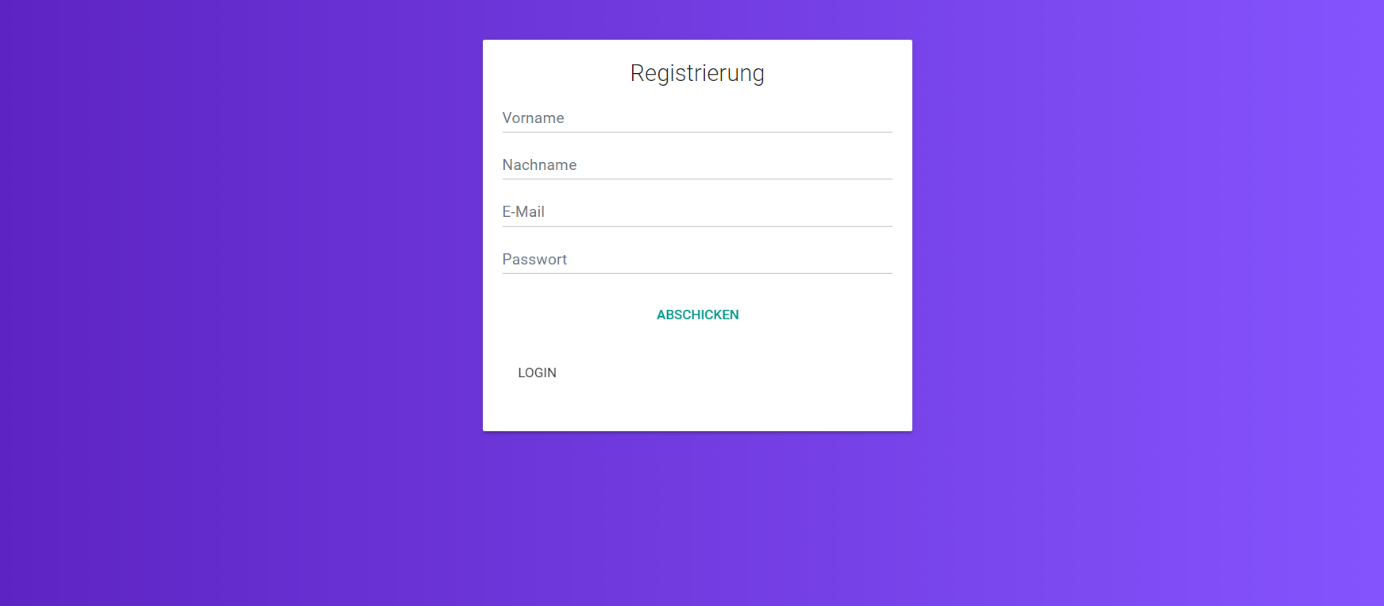 Registrierung
Vorname
Nachname
E-Mail
Passwort
ABSCHICKEN
LOGIN